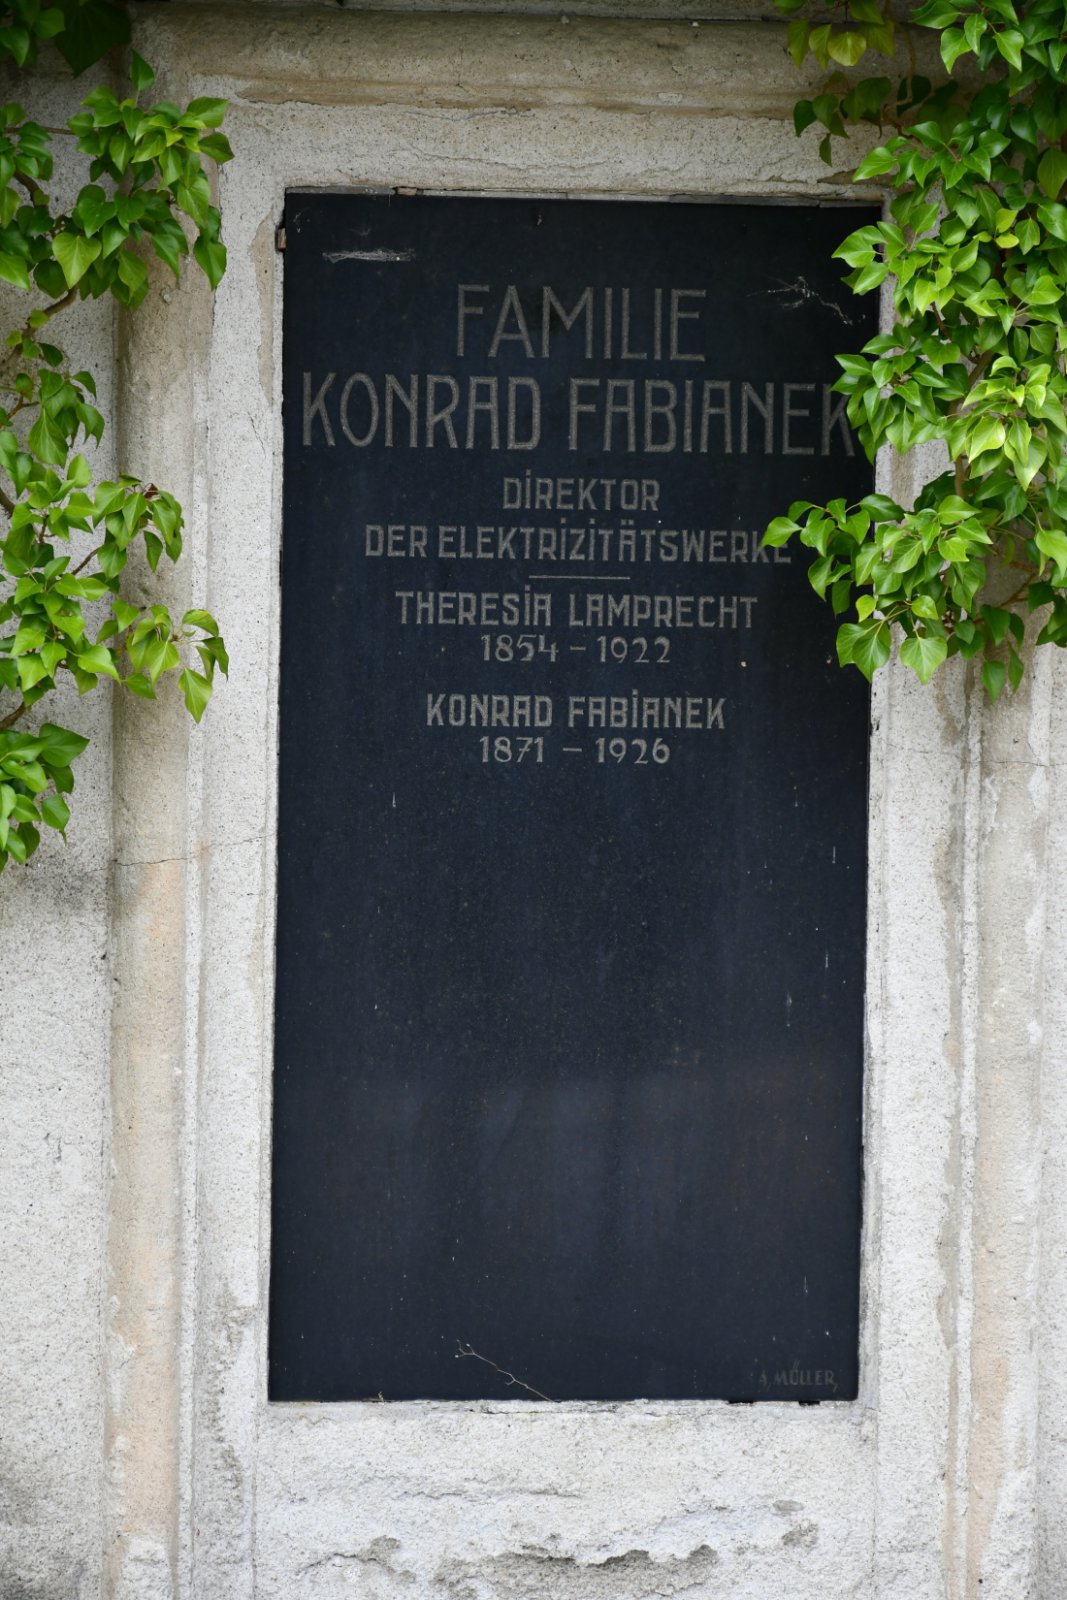 FAMILIE
KONRAD FABIANEK
DIREKTOR
DER ELEKTRIZITÄTSWERKE
THERESIA LAMPRECHT
1854 – 1922
KONRAD FABIANEK
1871 – 1926
A. MÜLLER,